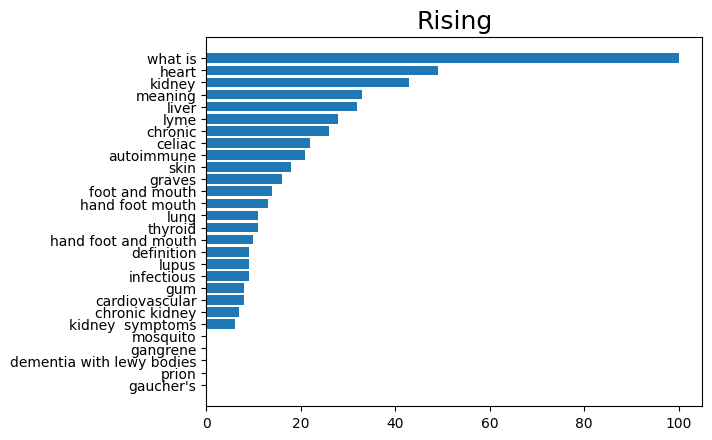 Rising
what is
heart
kidney
meaning
liver
lyme
chronic
celiac
autoimmune
skin
graves
foot and mouth
hand foot mouth
lung
thyroid
hand foot and mouth
definition
lupus
infectious
gum
cardiovascular
chronic kidney
kidney  symptoms
mosquito
gangrene
dementia with lewy bodies
prion
gaucher's
0 20 40 60 80 100